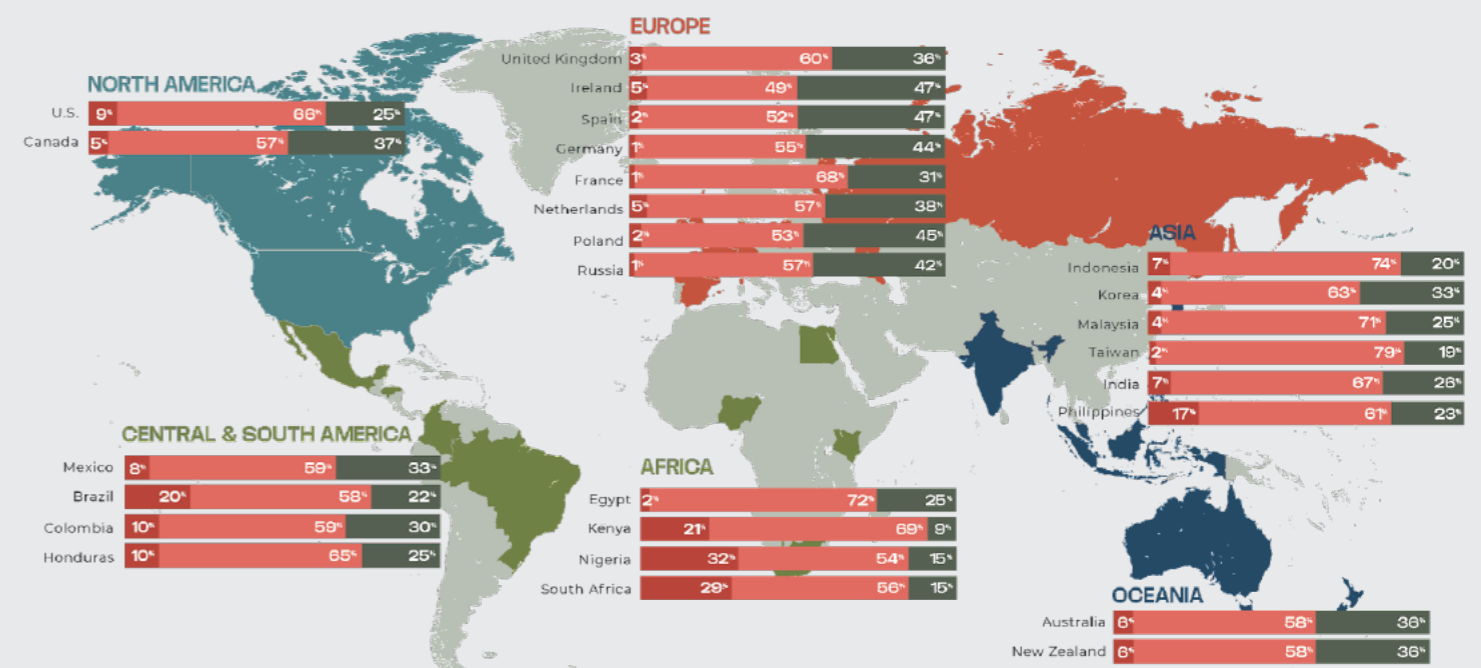 NORTH AMERICA
U.S. 9% 66% 25%
Canada 5% 57% 37%
EUROPE
United Kingdom 3% 60% 36%
Ireland 5% 49% 47%
Spain 2% 52% 47%
Germany 1% 55% 44%
France 1% 68% 31%
Netherlands 5% 57% 38%
Poland 2% 53% 45%
Russia 1% 57% 42%
ASIA
Indonesia 7% 74% 20%
Korea 4% 63% 33%
Malaysia 4% 71% 25%
Taiwan 2% 79% 19%
India 7% 67% 26%
Philippines 17% 61% 23%
CENTRAL & SOUTH AMERICA
Mexico 8% 59% 33%
Brazil 20% 58% 22%
Colombia 10% 59% 30%
Honduras 10% 65% 25%
AFRICA
Egypt 2% 72% 25%
Kenya 21% 69% 9%
Nigeria 32% 54% 15%
South Africa 29% 56% 15%
OCEANIA
Australia 6% 58% 36%
New Zealand 6% 58% 36%